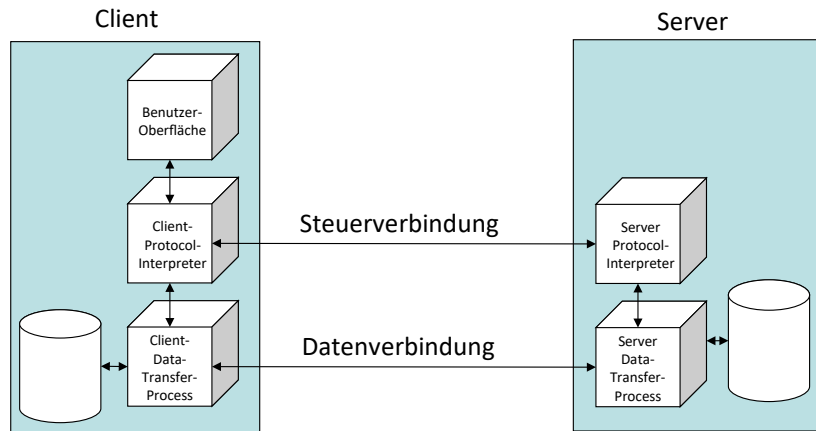 Client
Server
Benutzer-
Oberfläche
Client-
Protocol-
Interpreter
Steuerverbindung
Server
Protocol-
Interpreter
Client-
Data-
Transfer-
Process
Datenverbindung
Server
Data-
Transfer-
Process